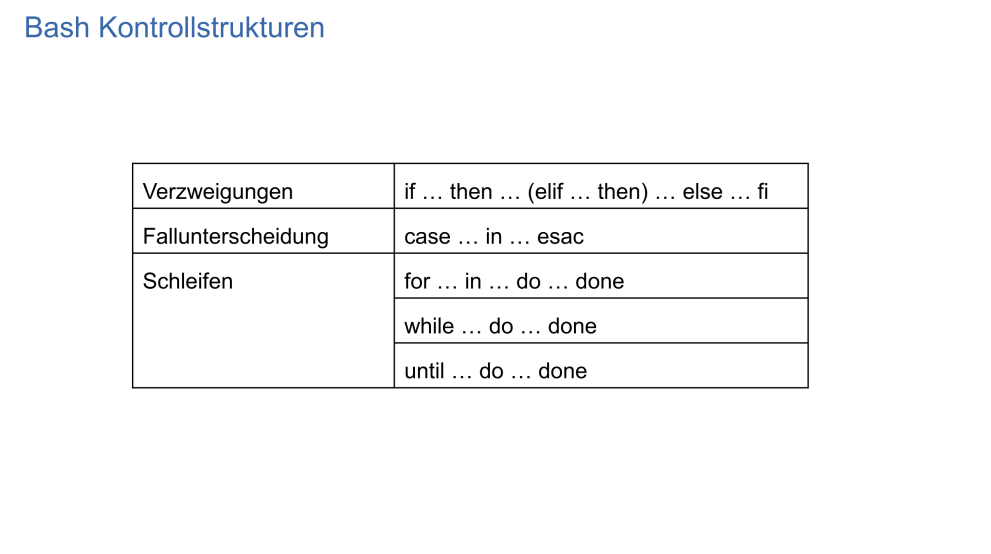 Bash Kontrollstrukturen
Verzweigungen if … then … (elif … then) … else … fi
Fallunterscheidung case … in … esac
Schleifen for … in … do … done
while … do … done
until … do … done